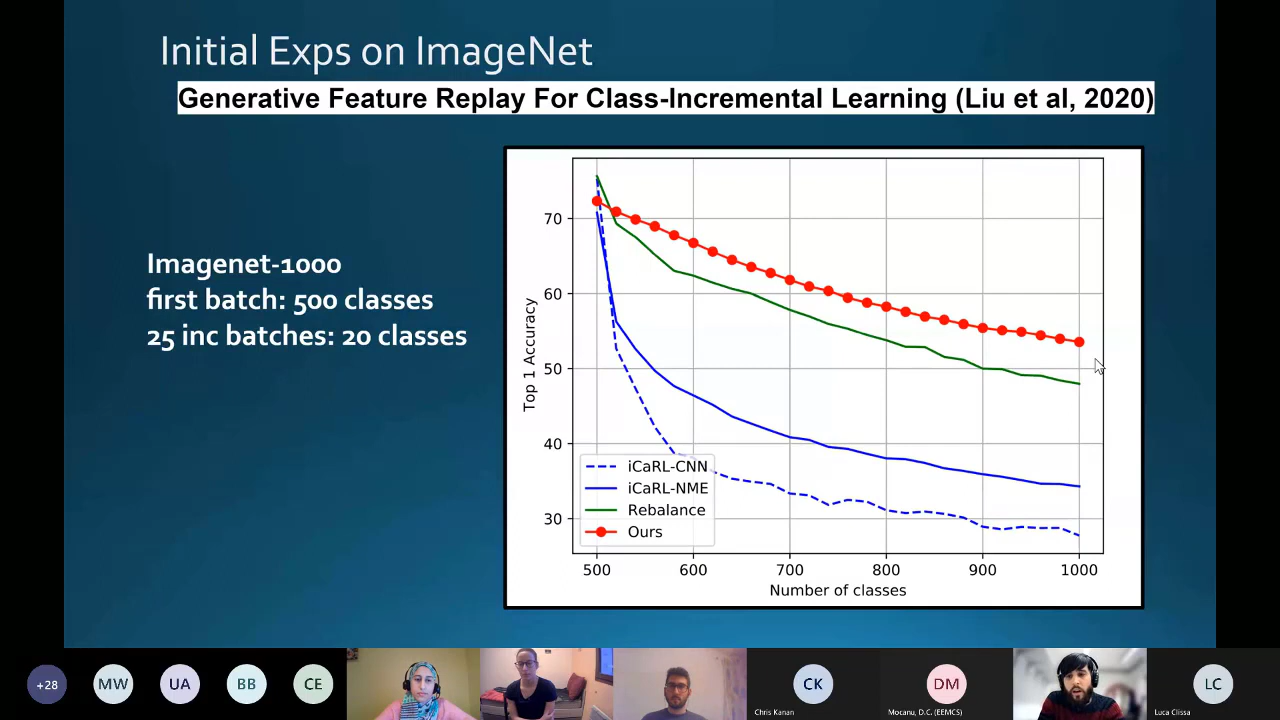 Initial Exps on ImageNet
Generative Feature Replay For Class-Incremental Learning (Liu et al, 2020)
Imagenet-1000
first batch: 500 classes
25 inc batches: 20 classes
Top 1 Accuracy
70
60
50
40
30
iCaRL-CNN
iCaRL-NME
Rebalance
Ours
500 600 700 800 900 1000
Number of classes
+28 MW UA BB CE CK DM LC
Chris Kanan Mocanu, D.C. (EEMCS) Luca Clissa